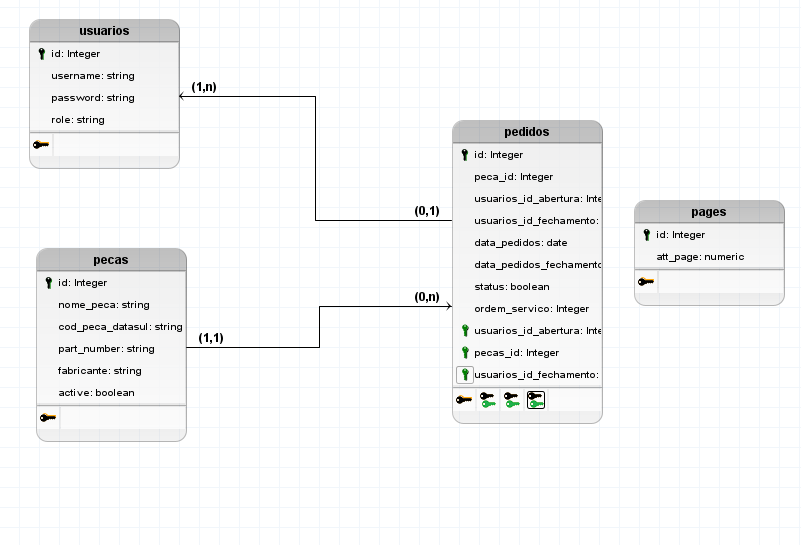 usuarios
id: Integer
username: string
password: string
role: string
(1,n)
(0,1)
pecas
id: Integer
nome_peca: string
cod_peca_datasul: string
part_number: string
fabricante: string
active: boolean
(1,1)
(0,n)
pedidos
id: Integer
peca_id: Integer
usuarios_id_abertura: Inte
usuarios_id_fechamento:
data_pedidos: date
data_pedidos_fechamento
status: boolean
ordem_servico: Integer
usuarios_id_abertura: Inte
pecas_id: Integer
usuarios_id_fechamento:
pages
id: Integer
att_page: numeric